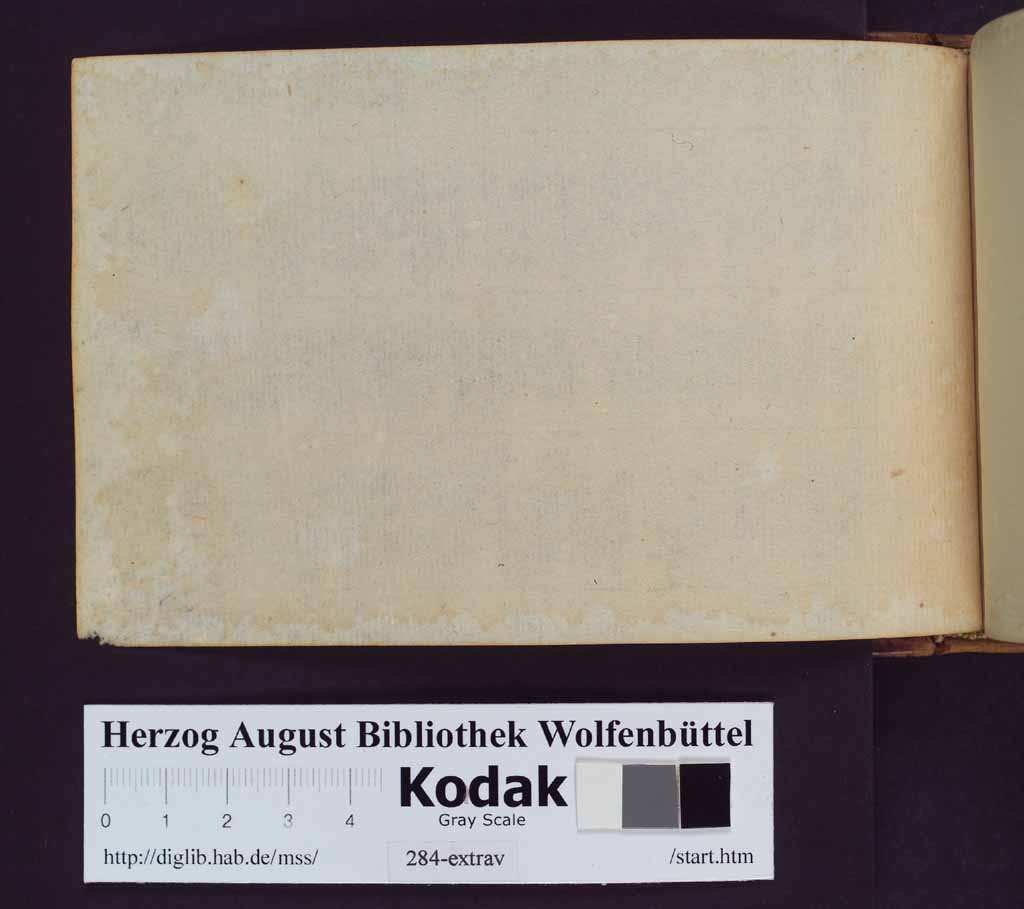 Herzog August Bibliothek Wolfenbüttel
Kodak
Gray Scale
0 1 2 3 4
http://diglib.hab.de/mss/ 284-extrav /start.htm